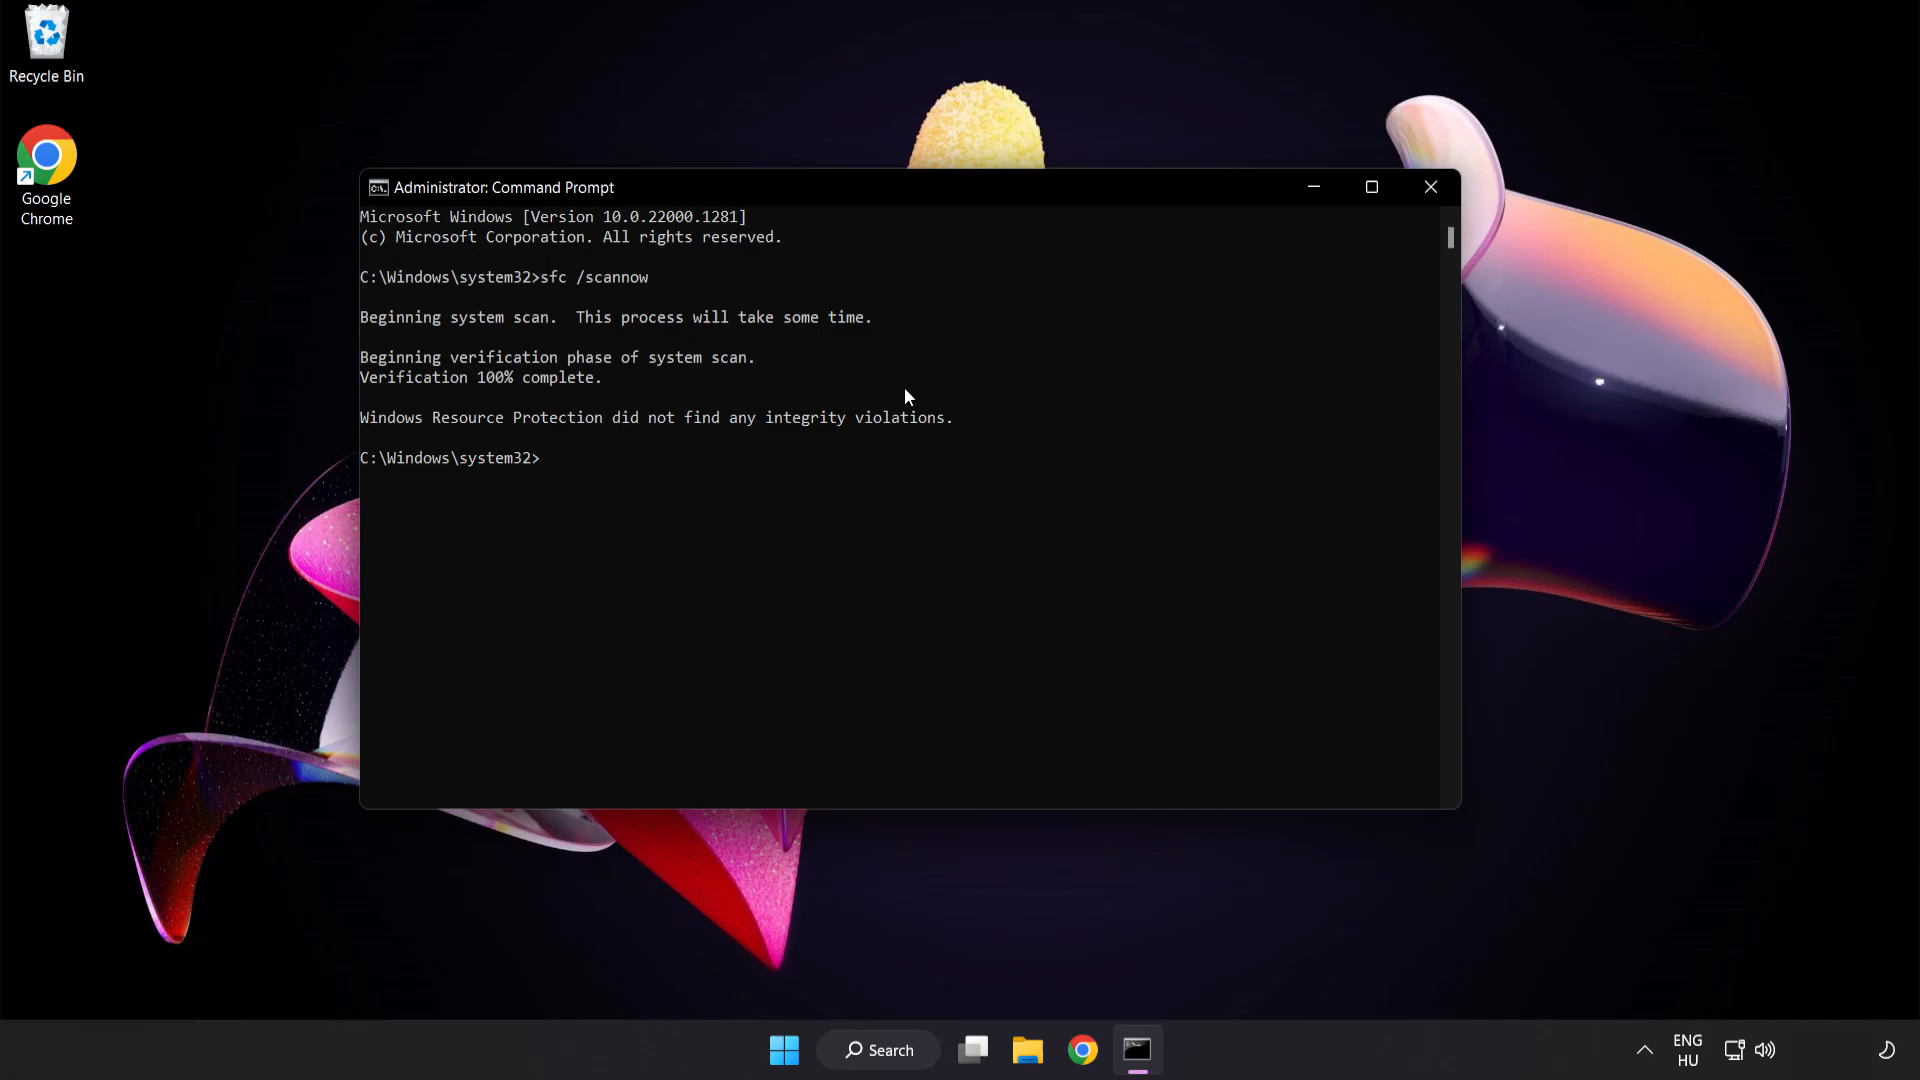 Recycle Bin
Google
Chrome
Administrator: Command Prompt
Microsoft Windows [Version 10.0.22000.1281]
(c) Microsoft Corporation. All rights reserved.
C:\Windows\system32>sfc /scannow
Beginning system scan.  This process will take some time.
Beginning verification phase of system scan.
Verification 100% complete.
Windows Resource Protection did not find any integrity violations.
C:\Windows\system32>
Search
ENG
HU